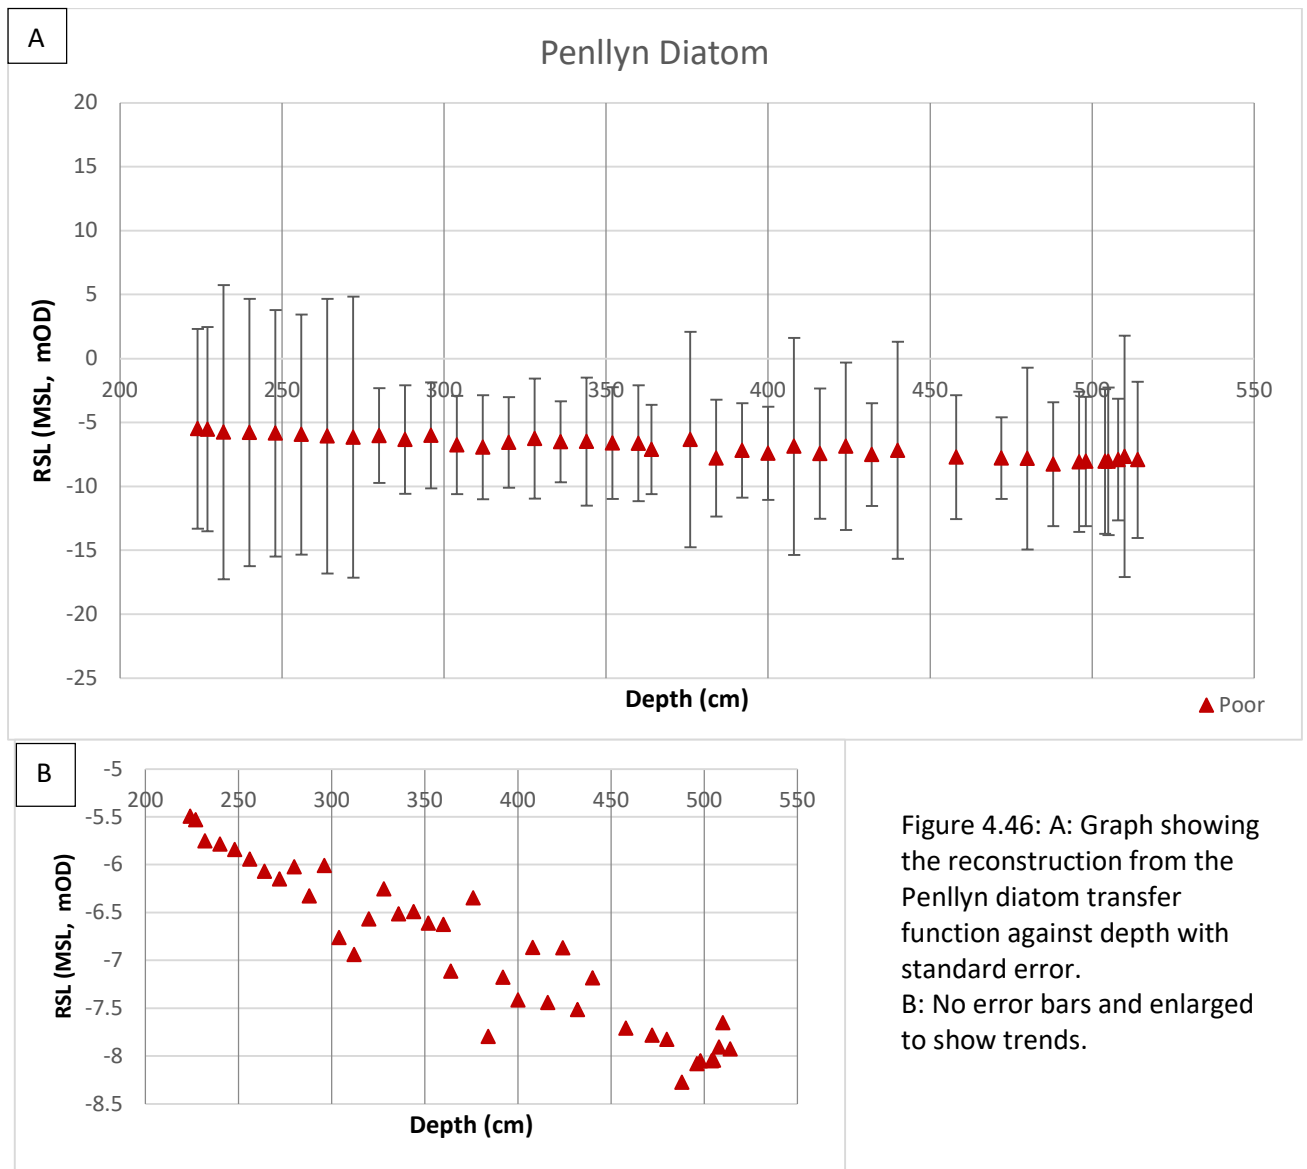 A
Penllyn Diatom
20
15
10
5
0
-5
-10
-15
-20
-25
200 250 300 350 400 450 500 550
RSL (MSL, mOD)
Depth (cm)
Poor
B
-5
-5.5
-6
-6.5
-7
-7.5
-8
-8.5
200 250 300 350 400 450 500 550
RSL (MSL, mOD)
Depth (cm)
Figure 4.46: A: Graph showing
the reconstruction from the
Penllyn diatom transfer
function against depth with
standard error.
B: No error bars and enlarged
to show trends.